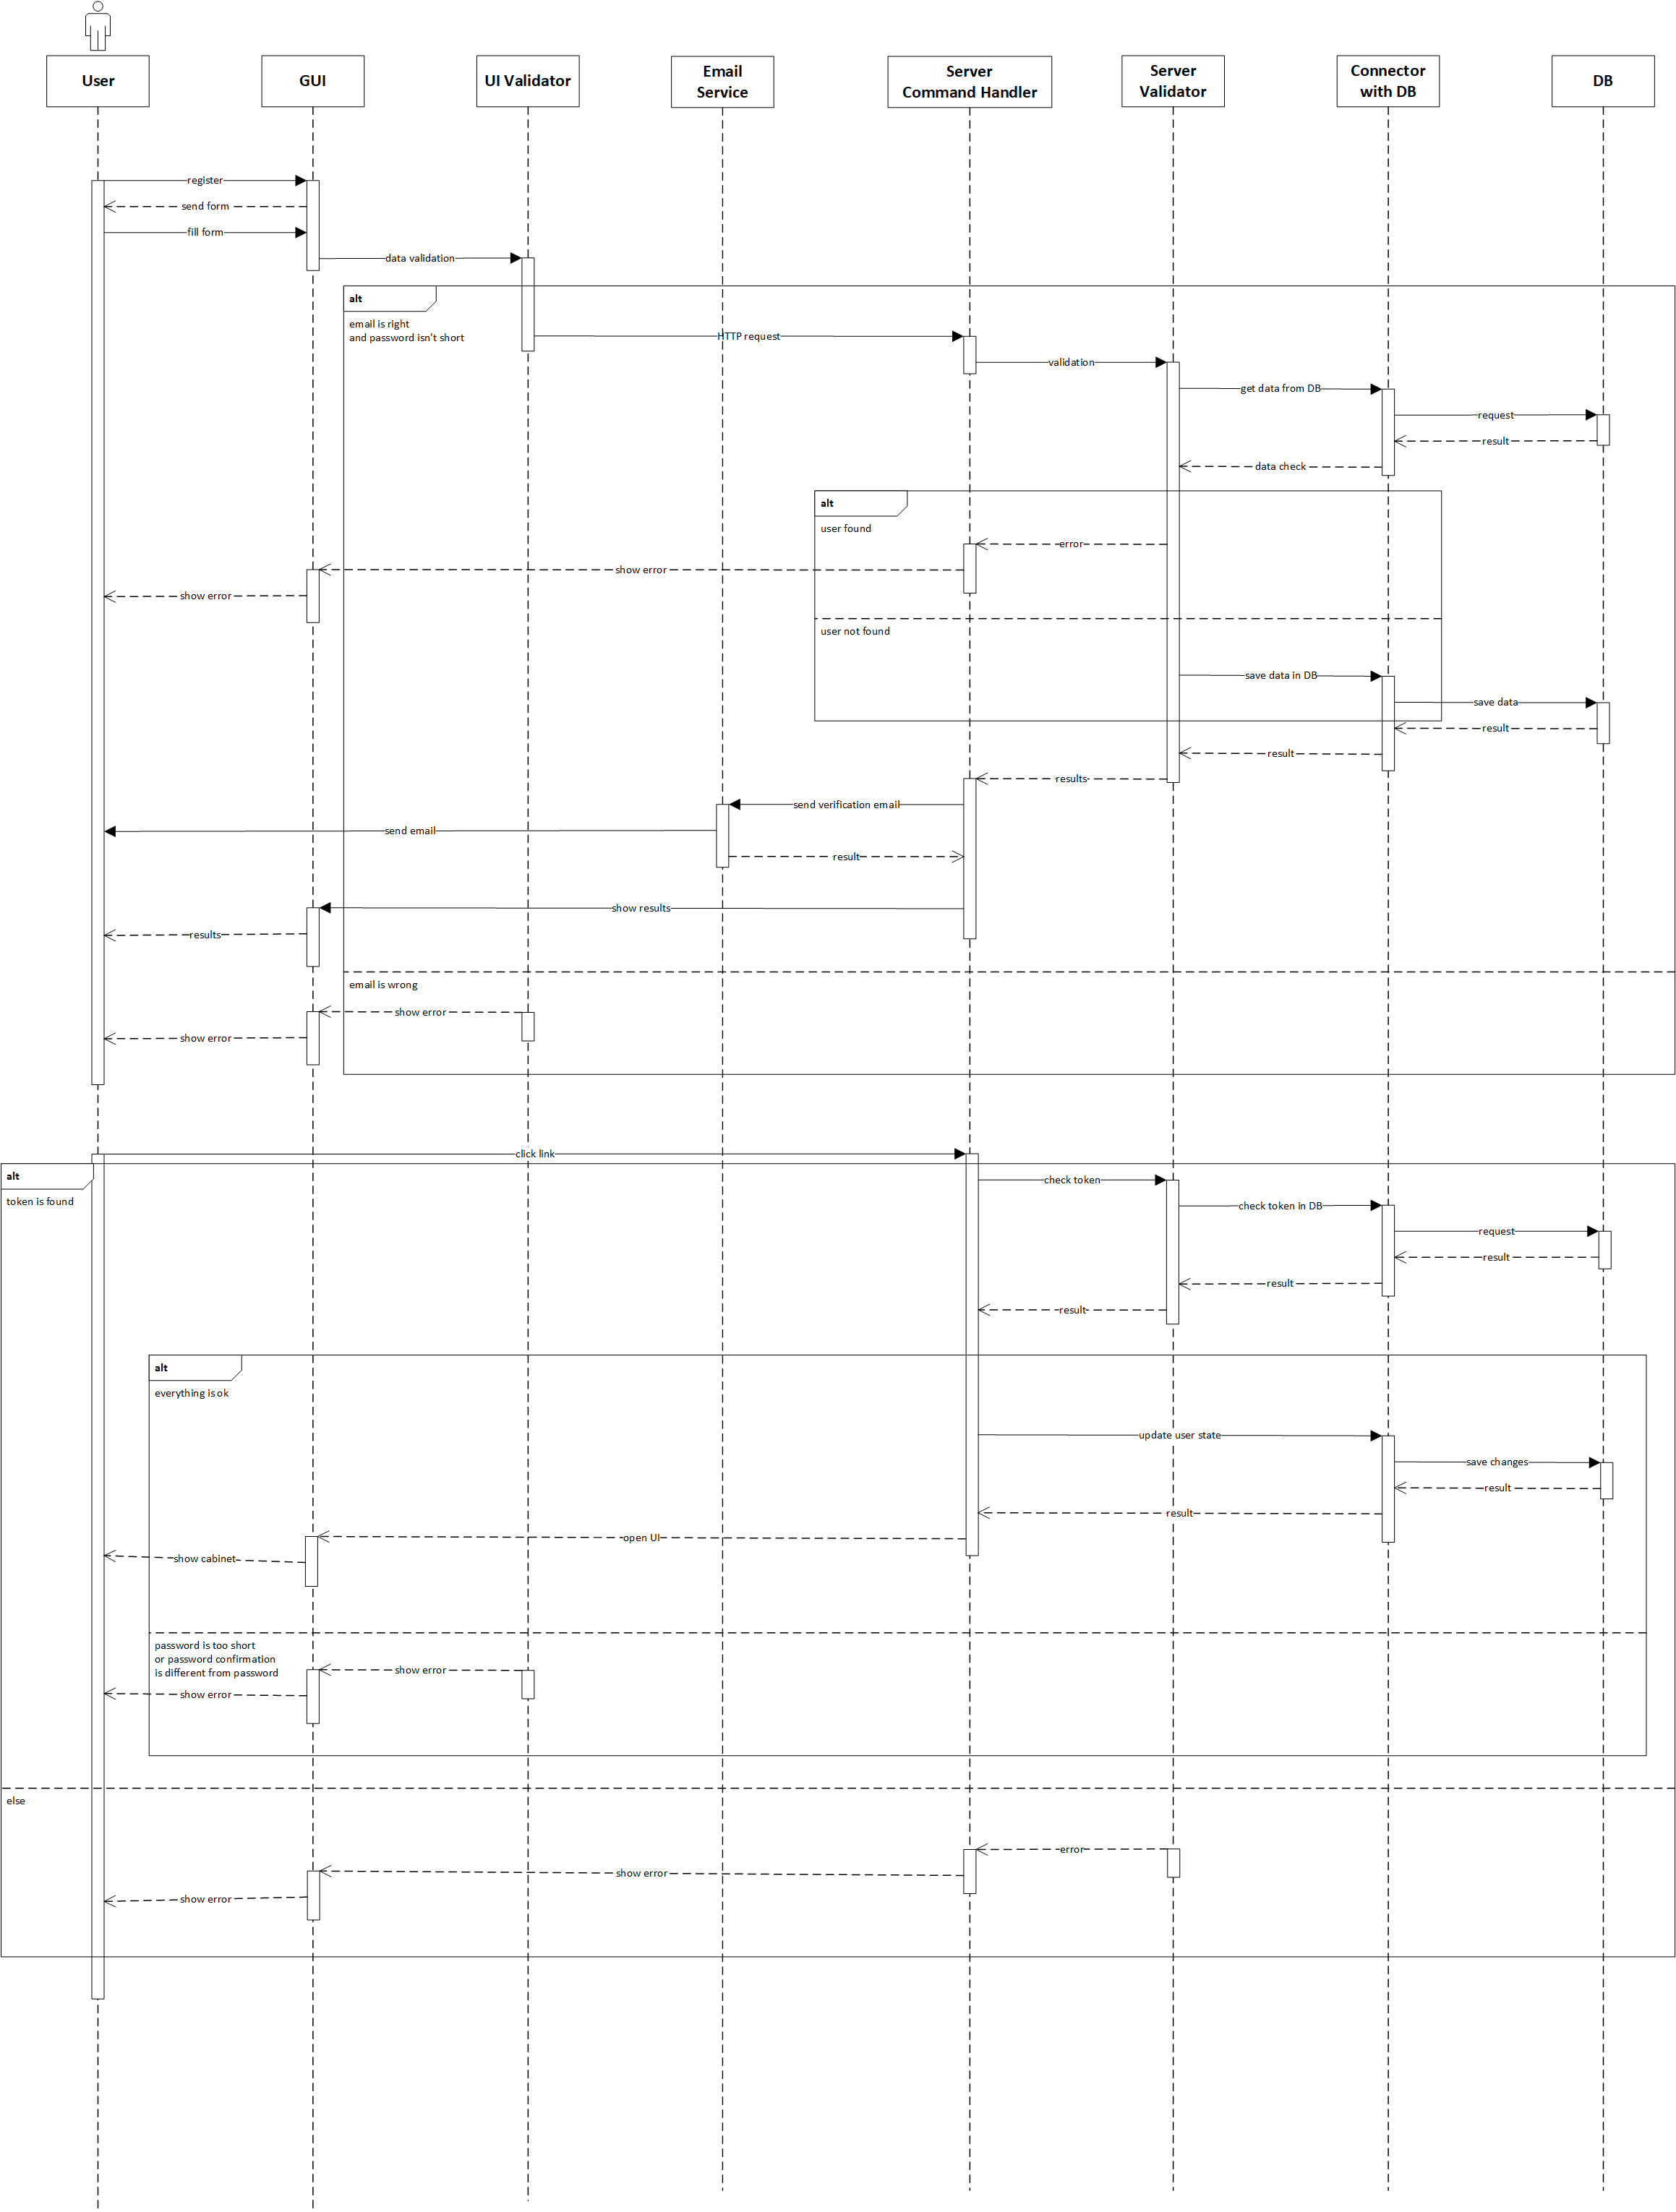 User
GUI
UI Validator
Email
Service
Server
Command Handler
Server
Validator
Connector
with DB
DB
register
send form
fill form
data validation
alt
email is right
and password isn't short
HTTP request
validation
get data from DB
request
result
data check
alt
user found
error
show error
show error
user not found
save data in DB
save data
result
result
results
send verification email
send email
result
show results
results
email is wrong
show error
show error
click link
alt
token is found
check token
check token in DB
request
result
result
result
alt
everything is ok
update user state
save changes
result
result
open UI
show cabinet
password is too short
or password confirmation
is different from password
show error
show error
else
error
show error
show error